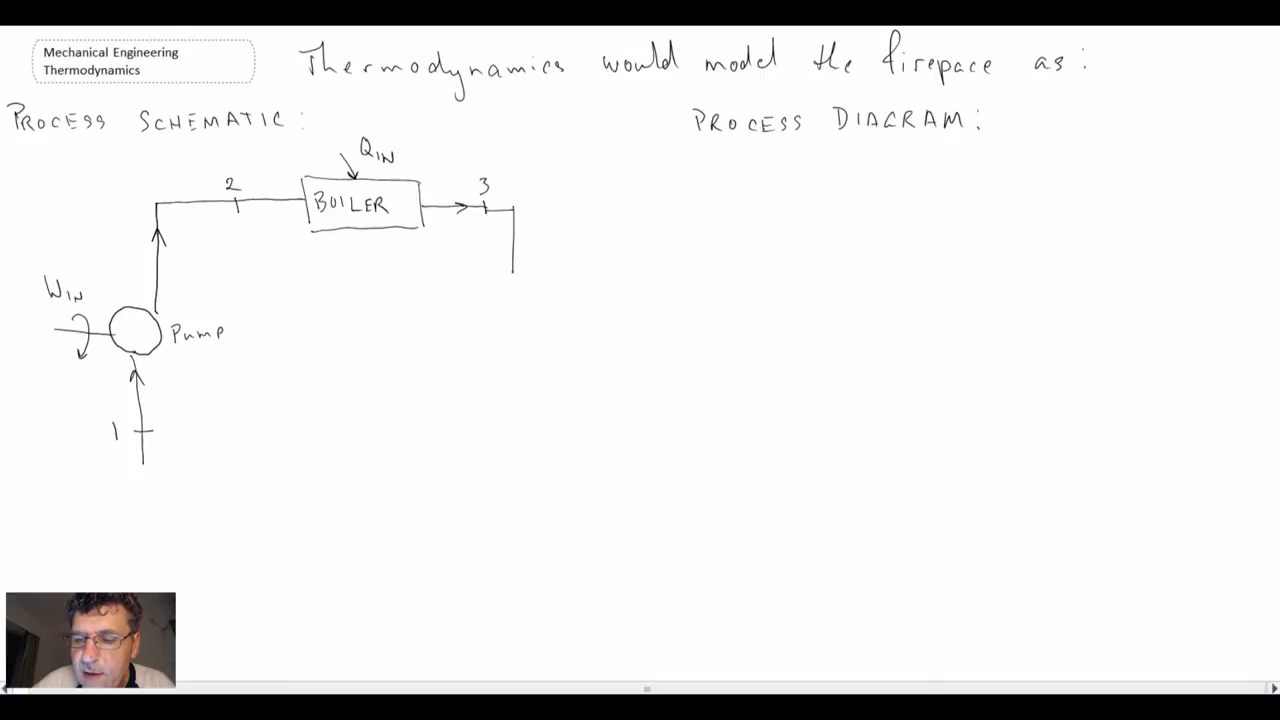 Mechanical Engineering
Thermodynamics
Thermodynamics would model the firepace as:
PROCESS SCHEMATIC:
PROCESS DIAGRAM:
QIN
2
BOILER
3
WIN
Pump
1